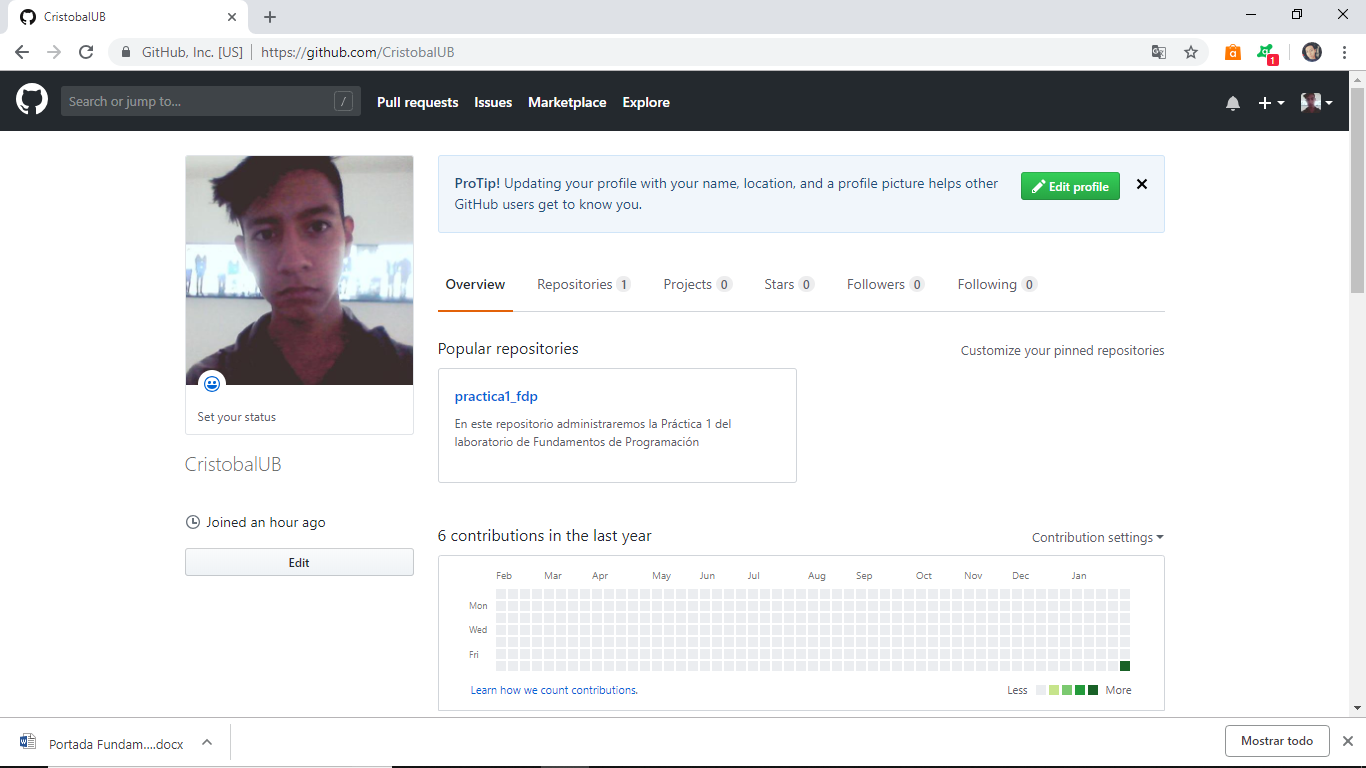 CristobalUB
GitHub, Inc. [US]
https://github.com/CristobalUB
1
Search or jump to...
/
Pull requests
Issues
Marketplace
Explore
ProTip! Updating your profile with your name, location, and a profile picture helps other
GitHub users get to know you.
Edit profile
Overview
Repositories 1
Projects 0
Stars 0
Followers 0
Following 0
Set your status
CristobalUB
Joined an hour ago
Edit
Popular repositories
Customize your pinned repositories
practica1_fdp
En este repositorio administraremos la Práctica 1 del
laboratorio de Fundamentos de Programación
6 contributions in the last year
Contribution settings
Feb Mar Apr May Jun Jul Aug Sep Oct Nov Dec Jan
Mon
Wed
Fri
Learn how we count contributions.
Less
More
Portada Fundam....docx
Mostrar todo